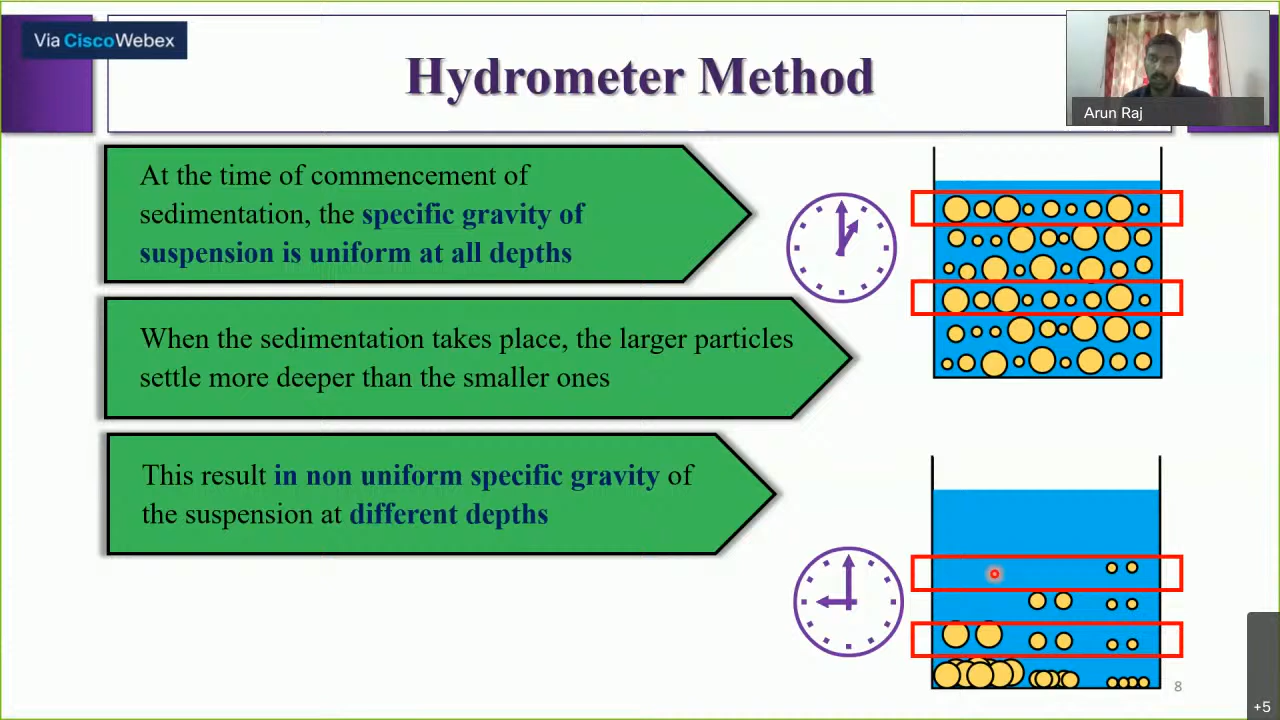 Via CiscoWebex
Hydrometer Method
Arun Raj
At the time of commencement of
sedimentation, the specific gravity of
suspension is uniform at all depths
When the sedimentation takes place, the larger particles
settle more deeper than the smaller ones
This result in non uniform specific gravity of
the suspension at different depths
8
+5